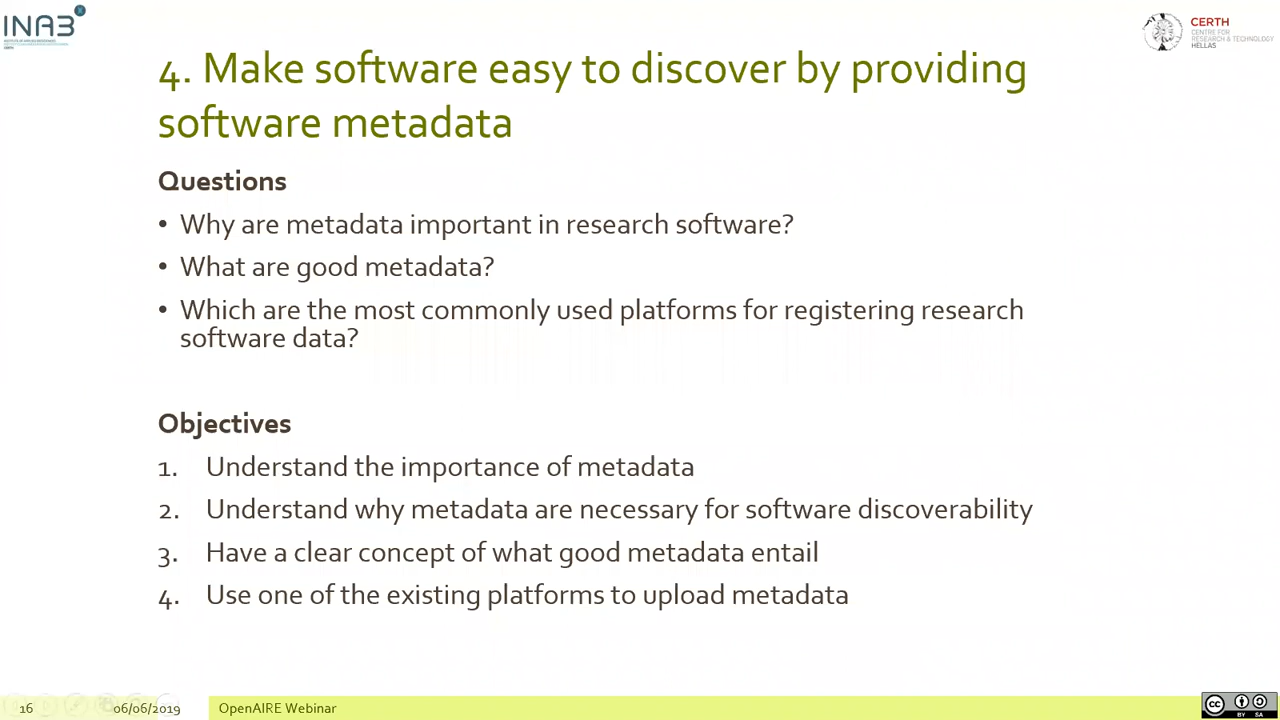 INAB
CERTH
CENTRE FOR
RESEARCH & TECHNOLOGY
HELLAS
4. Make software easy to discover by providing
software metadata
Questions
• Why are metadata important in research software?
• What are good metadata?
• Which are the most commonly used platforms for registering research
software data?
Objectives
1. Understand the importance of metadata
2. Understand why metadata are necessary for software discoverability
3. Have a clear concept of what good metadata entail
4. Use one of the existing platforms to upload metadata
16 06/06/2019 OpenAIRE Webinar
CC BY SA